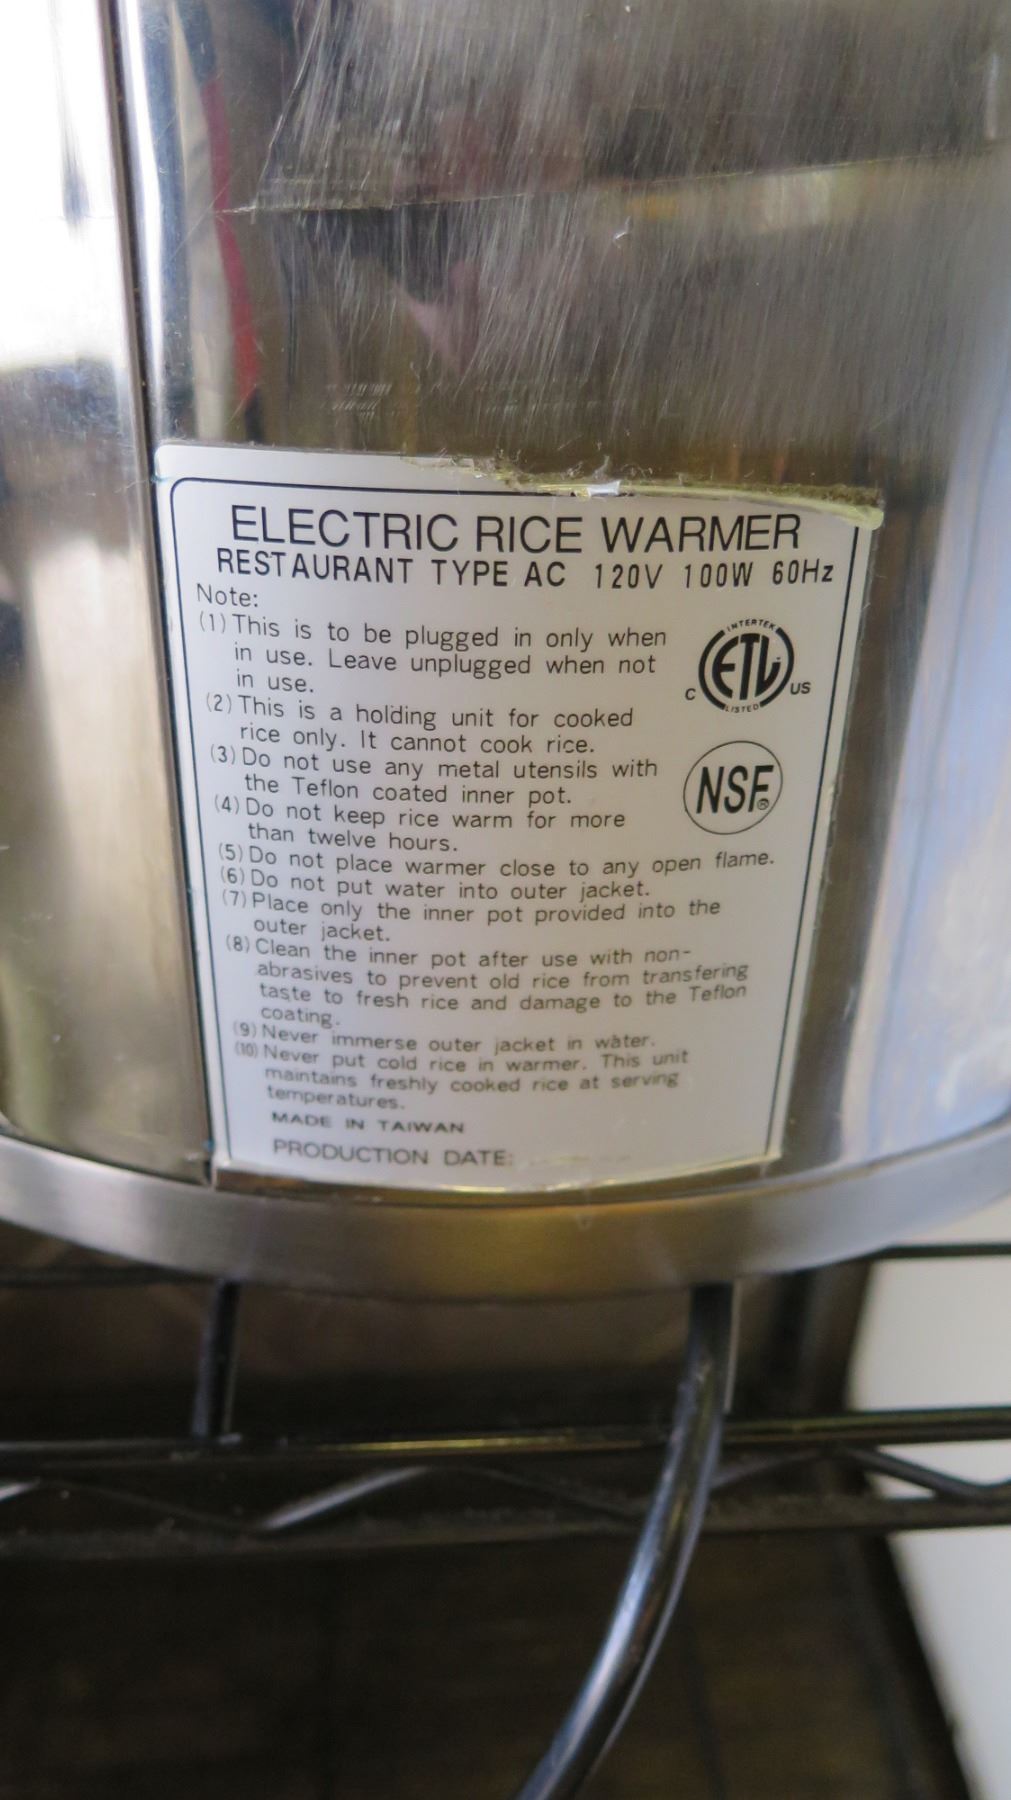 ELECTRIC RICE WARMER
RESTAURANT TYPE AC 120V 100W 60Hz
Note:
(1) This is to be plugged in only when
in use. Leave unplugged when not
in use.
(2) This is a holding unit for cooked
rice only. It cannot cook rice.
(3) Do not use any metal utensils with
the Teflon coated inner pot.
(4) Do not keep rice warm for more
than twelve hours.
(5) Do not place warmer close to any open flame.
(6) Do not put water into outer jacket.
(7) Place only the inner pot provided into the
outer jacket.
(8) Clean the inner pot after use with non-
abrasives to prevent old rice from transfering
taste to fresh rice and damage to the Teflon
coating.
(9) Never immerse outer jacket in water.
(10) Never put cold rice in warmer. This unit
maintains freshly cooked rice at serving
temperatures.
MADE IN TAIWAN
PRODUCTION DATE:
INTERTEK
C ETL US
LISTED
NSF®